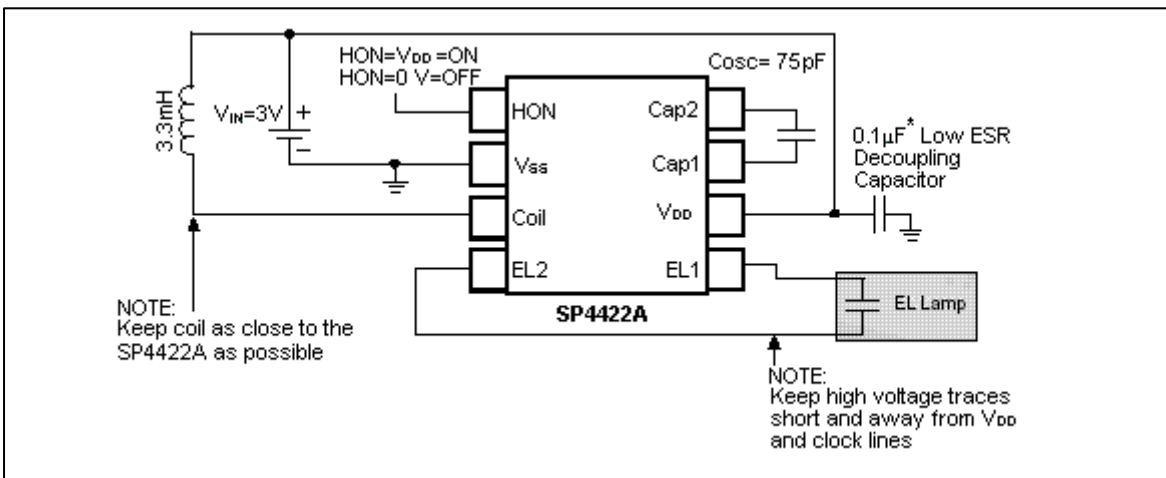 HON=VDD=ON
HON=0 V=OFF
Cosc= 75pF
3.3mH
VIN=3V +
-
HON
Cap2
0.1µF* Low ESR
Decoupling
Capacitor
Vss
Cap1
Coil
VDD
EL2
EL1
EL Lamp
SP4422A
NOTE:
Keep coil as close to the
SP4422A as possible
NOTE:
Keep high voltage traces
short and away from VDD
and clock lines